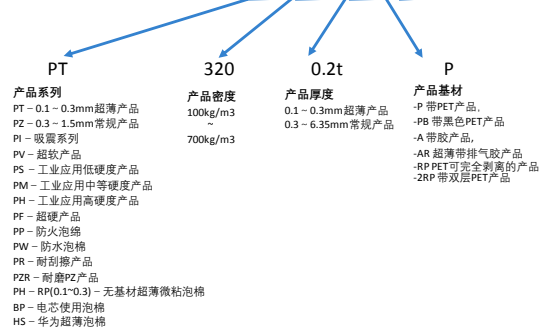 PT 320 0.2t P
产品系列
PT – 0.1 ~ 0.3mm超薄产品
PZ – 0.3 ~ 1.5mm常规产品
PI – 吸震系列
PV – 超软产品
PS – 工业应用低硬度产品
PM – 工业应用中等硬度产品
PH – 工业应用高硬度产品
PF – 超硬产品
PP – 防火泡绵
PW – 防水泡棉
PR – 耐刮擦产品
PZR – 耐磨PZ产品
PH – RP(0.1~0.3) – 无基材超薄微粘泡棉
BP – 电芯使用泡棉
HS – 华为超薄泡棉
产品密度
100kg/m3
~
700kg/m3
产品厚度
0.1 ~ 0.3mm超薄产品
0.3 ~ 6.35mm常规产品
产品基材
-P 带PET产品,
-PB 带黑色PET产品
-A 带胶产品,
-AR 超薄带排气胶产品
-RP PET可完全剥离的产品
-2RP 带双层PET产品